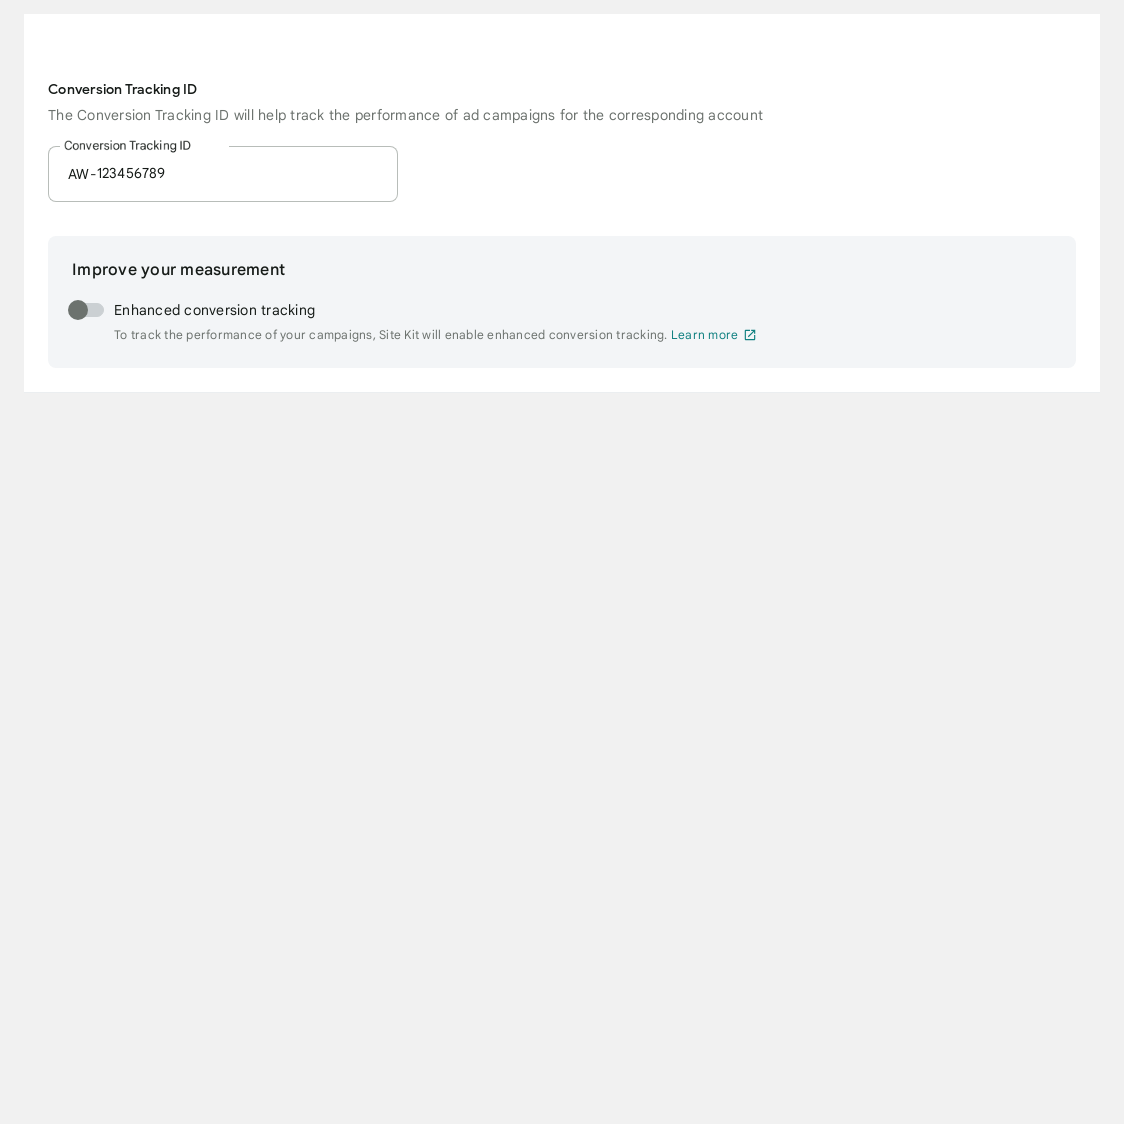 Conversion Tracking ID
The Conversion Tracking ID will help track the performance of ad campaigns for the corresponding account
Conversion Tracking ID
AW-123456789
Improve your measurement
Enhanced conversion tracking
To track the performance of your campaigns, Site Kit will enable enhanced conversion tracking. Learn more